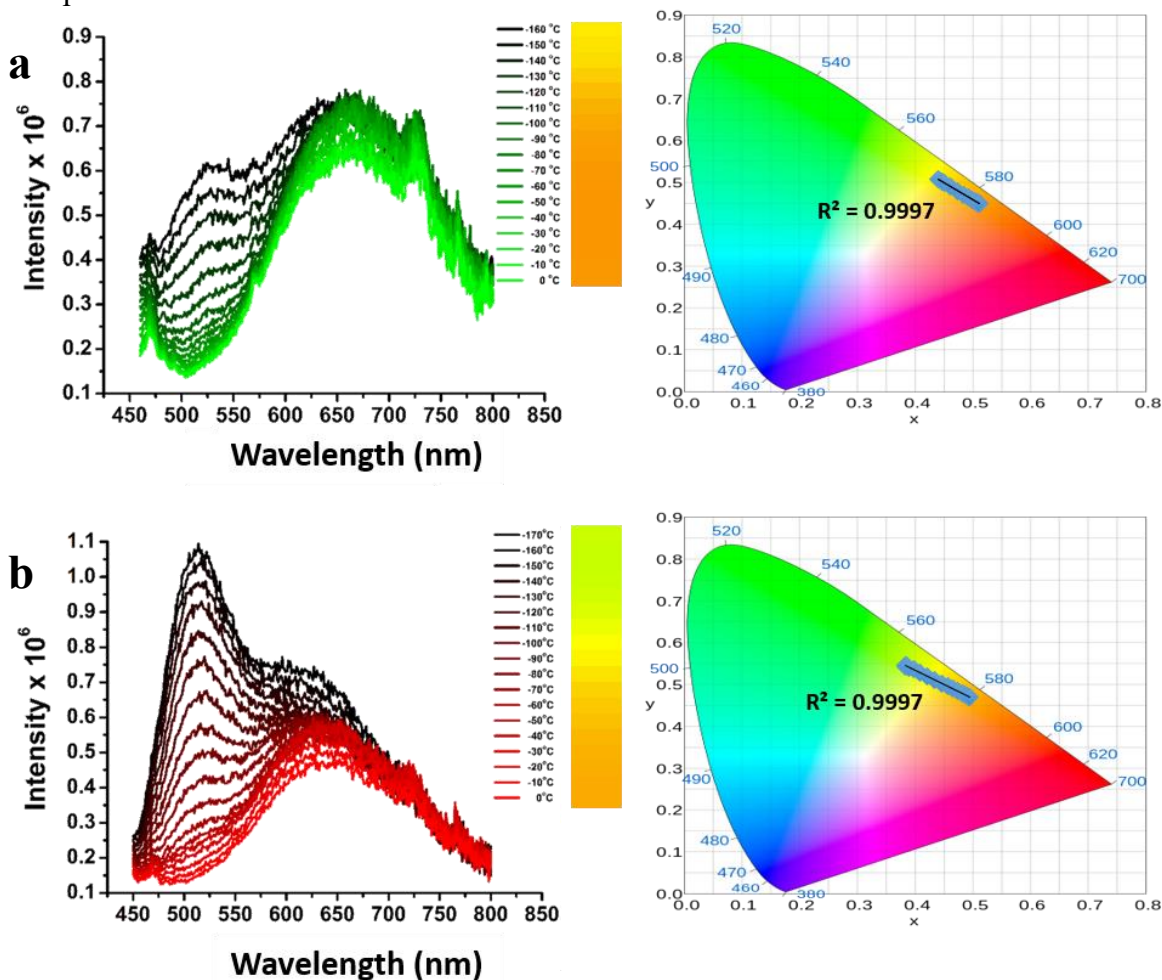 a
Intensity x 10⁶
0.9
0.8
0.7
0.6
0.5
0.4
0.3
0.2
0.1
450 500 550 600 650 700 750 800 850
Wavelength (nm)
-160 °C
-150 °C
-140 °C
-130 °C
-120 °C
-110 °C
-100 °C
-90 °C
-80 °C
-70 °C
-60 °C
-50 °C
-40 °C
-30 °C
-20 °C
-10 °C
0 °C
0.9
0.8
0.7
0.6
0.5
y
0.4
0.3
0.2
0.1
0.0
0.0 0.1 0.2 0.3 0.4 0.5 0.6 0.7 0.8
x
520
540
560
500
580
R² = 0.9997
600
620
490
700
480
470
460
380
b
Intensity x 10⁶
1.1
1.0
0.9
0.8
0.7
0.6
0.5
0.4
0.3
0.2
0.1
450 500 550 600 650 700 750 800 850
Wavelength (nm)
-170°C
-160°C
-150°C
-140°C
-130°C
-120°C
-110°C
-100°C
-90°C
-80°C
-70°C
-60°C
-50°C
-40°C
-30°C
-20°C
-10°C
0°C
0.9
0.8
0.7
0.6
0.5
y
0.4
0.3
0.2
0.1
0.0
0.0 0.1 0.2 0.3 0.4 0.5 0.6 0.7 0.8
x
520
540
560
500
580
R² = 0.9997
600
620
490
700
480
470
460
380